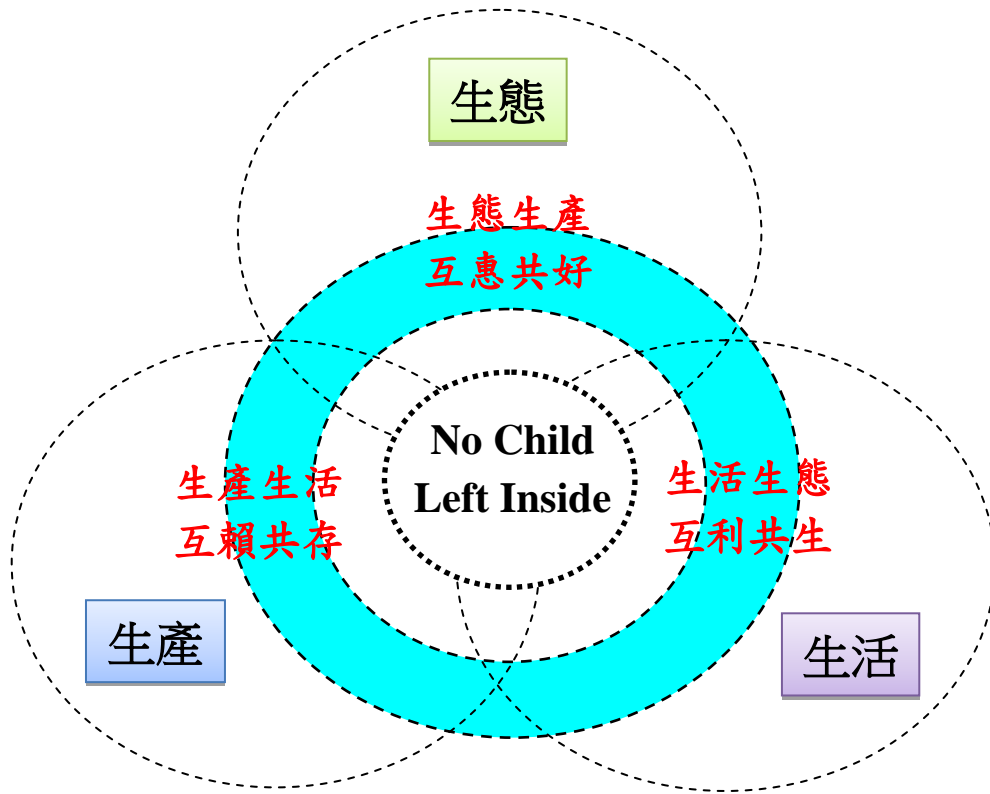 生態
生態生產
互惠共好
No Child
Left Inside
生產生活
互賴共存
生活生態
互利共生
生產
生活